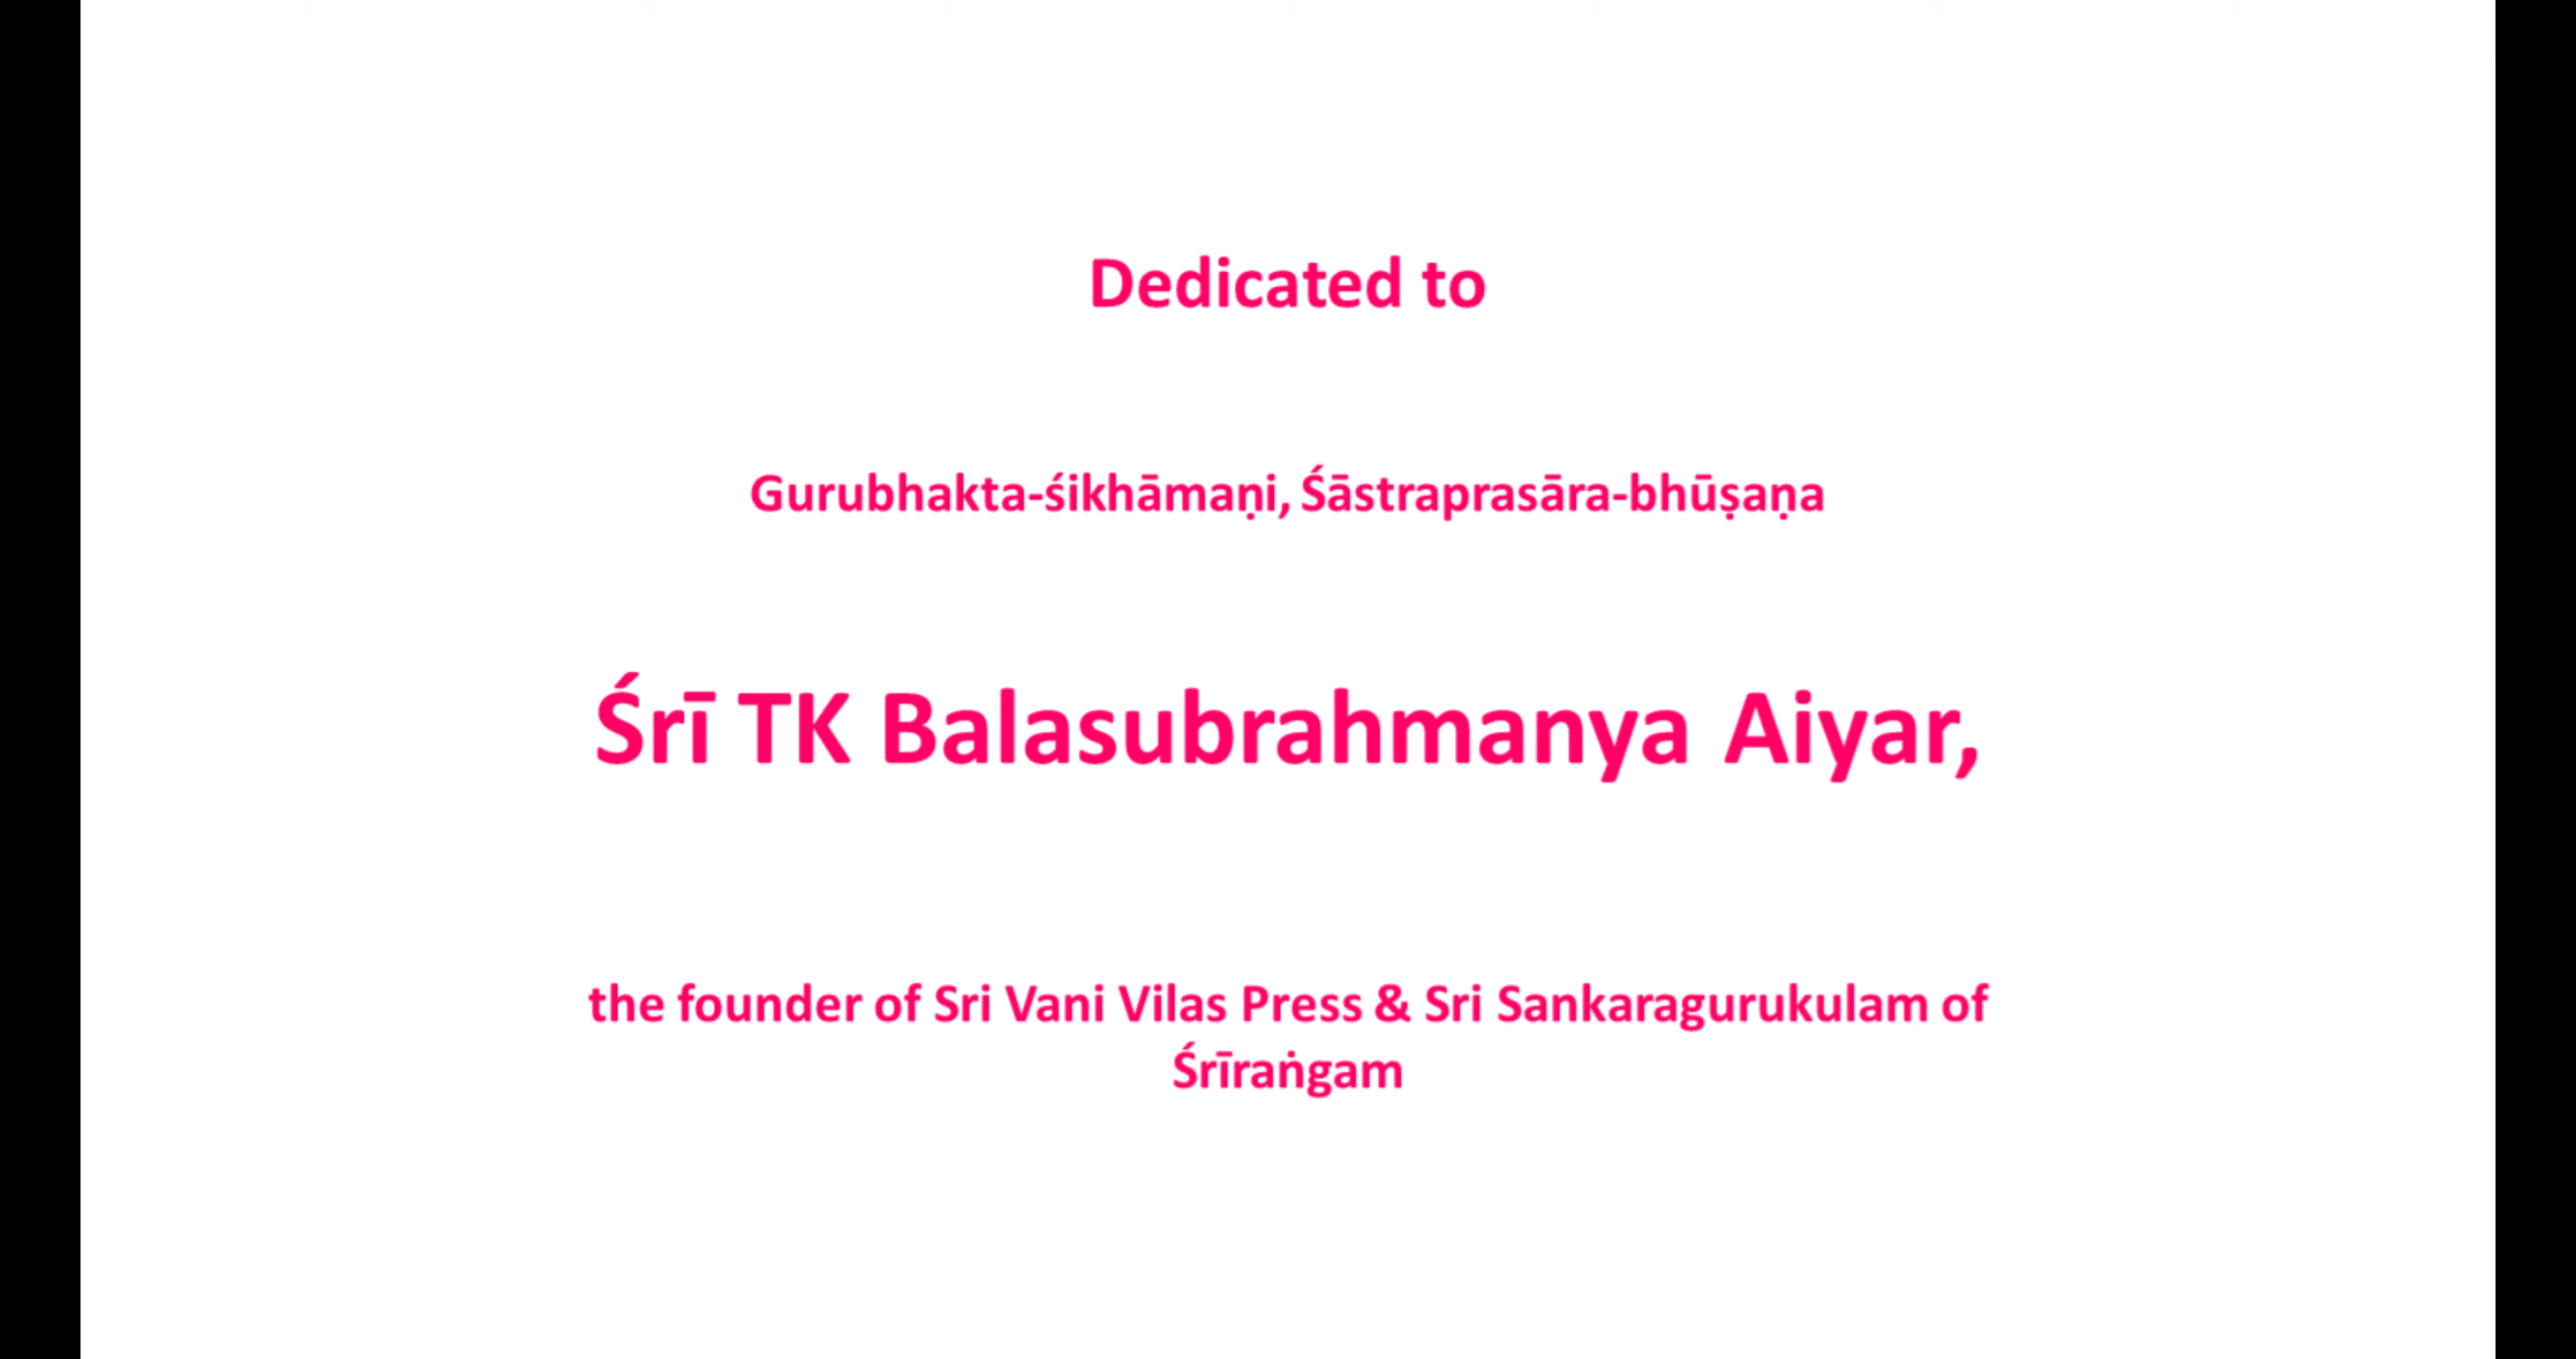 Dedicated to
Gurubhakta-śikhāmaṇi, Śāstraprasāra-bhūṣaṇa
Śrī TK Balasubrahmanya Aiyar,
the founder of Sri Vani Vilas Press & Sri Sankaragurukulam of
Śrīraṅgam